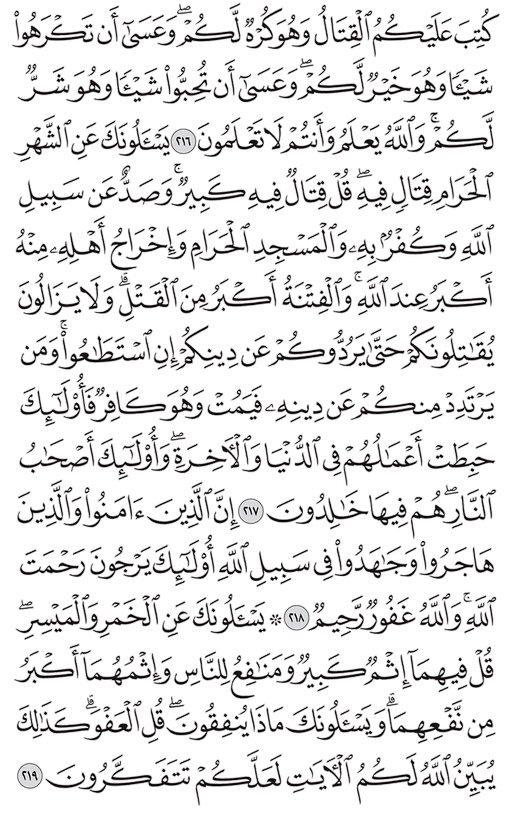 كُتِبَ عَلَيْكُمُ ٱلْقِتَالُ وَهُوَ كُرْهٌ لَّكُمْ ۖ وَعَسَىٰٓ أَن تَكْرَهُوا۟
شَيْـًٔا وَهُوَ خَيْرٌ لَّكُمْ ۖ وَعَسَىٰٓ أَن تُحِبُّوا۟ شَيْـًٔا وَهُوَ شَرٌّ
لَّكُمْ ۗ وَٱللَّهُ يَعْلَمُ وَأَنتُمْ لَا تَعْلَمُونَ ٢١٦ يَسْـَٔلُونَكَ عَنِ ٱلشَّهْرِ
ٱلْحَرَامِ قِتَالٍ فِيهِ ۖ قُلْ قِتَالٌ فِيهِ كَبِيرٌ ۖ وَصَدٌّ عَن سَبِيلِ
ٱللَّهِ وَكُفْرٌۢ بِهِۦ وَٱلْمَسْجِدِ ٱلْحَرَامِ وَإِخْرَاجُ أَهْلِهِۦ مِنْهُ
أَكْبَرُ عِندَ ٱللَّهِ ۚ وَٱلْفِتْنَةُ أَكْبَرُ مِنَ ٱلْقَتْلِ ۗ وَلَا يَزَالُونَ
يُقَـٰتِلُونَكُمْ حَتَّىٰ يَرُدُّوكُمْ عَن دِينِكُمْ إِنِ ٱسْتَطَـٰعُوا۟ ۚ وَمَن
يَرْتَدِدْ مِنكُمْ عَن دِينِهِۦ فَيَمُتْ وَهُوَ كَافِرٌ فَأُو۟لَـٰٓئِكَ
حَبِطَتْ أَعْمَـٰلُهُمْ فِى ٱلدُّنْيَا وَٱلْـَٔاخِرَةِ ۖ وَأُو۟لَـٰٓئِكَ أَصْحَـٰبُ
ٱلنَّارِ ۖ هُمْ فِيهَا خَـٰلِدُونَ ٢١٧ إِنَّ ٱلَّذِينَ ءَامَنُوا۟ وَٱلَّذِينَ
هَاجَرُوا۟ وَجَـٰهَدُوا۟ فِى سَبِيلِ ٱللَّهِ أُو۟لَـٰٓئِكَ يَرْجُونَ رَحْمَتَ
ٱللَّهِ ۚ وَٱللَّهُ غَفُورٌ رَّحِيمٌ ٢١٨ ۞ يَسْـَٔلُونَكَ عَنِ ٱلْخَمْرِ وَٱلْمَيْسِرِ ۖ
قُلْ فِيهِمَآ إِثْمٌ كَبِيرٌ وَمَنَـٰفِعُ لِلنَّاسِ وَإِثْمُهُمَآ أَكْبَرُ
مِن نَّفْعِهِمَا ۗ وَيَسْـَٔلُونَكَ مَاذَا يُنفِقُونَ ۖ قُلِ ٱلْعَفْوَ ۗ كَذَٰلِكَ
يُبَيِّنُ ٱللَّهُ لَكُمُ ٱلْـَٔايَـٰتِ لَعَلَّكُمْ تَتَفَكَّرُونَ ٢١٩